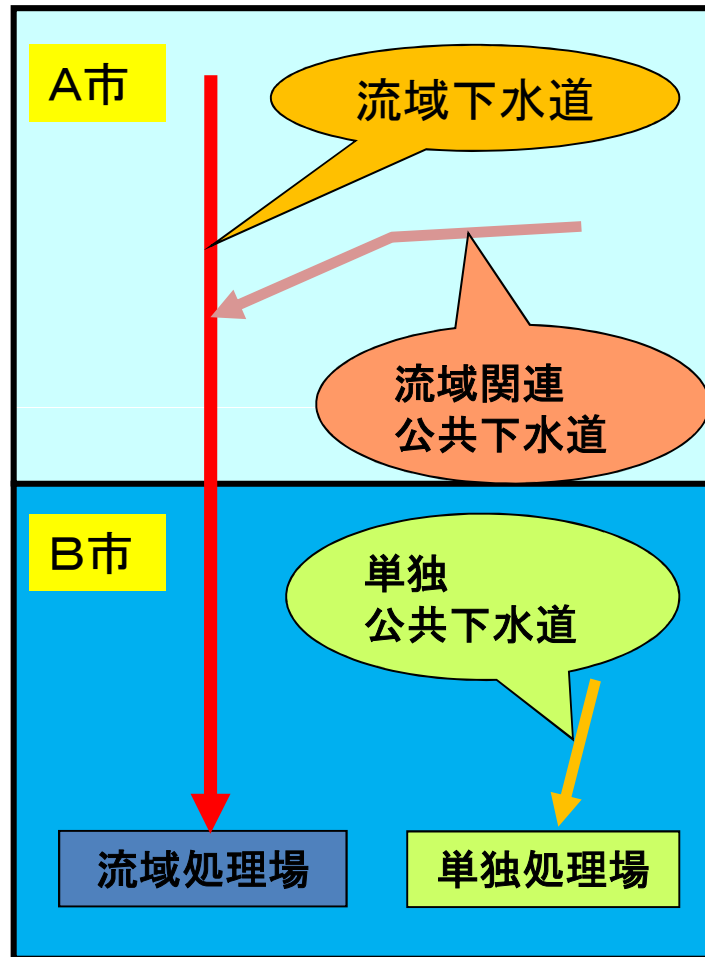 A市
流域下水道
流域関連
公共下水道
B市
単独
公共下水道
流域処理場
単独処理場